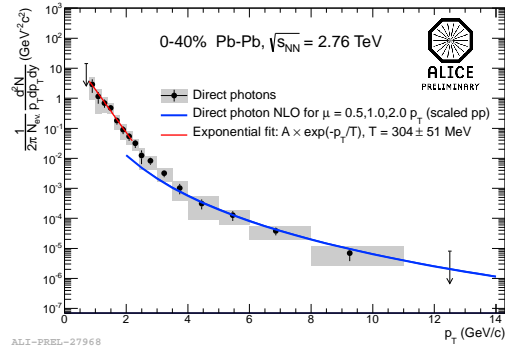 0-40% Pb-Pb, √s_NN = 2.76 TeV
ALICE
PRELIMINARY
Direct photons
Direct photon NLO for μ = 0.5,1.0,2.0 p_T (scaled pp)
Exponential fit: A × exp(-p_T/T), T = 304 ± 51 MeV
1/(2π N_ev.) d²N/(p_T dp_T dy) (GeV⁻²c²)
10³
10²
10
1
10⁻¹
10⁻²
10⁻³
10⁻⁴
10⁻⁵
10⁻⁶
10⁻⁷
0 2 4 6 8 10 12 14
p_T (GeV/c)
ALI-PREL-27968